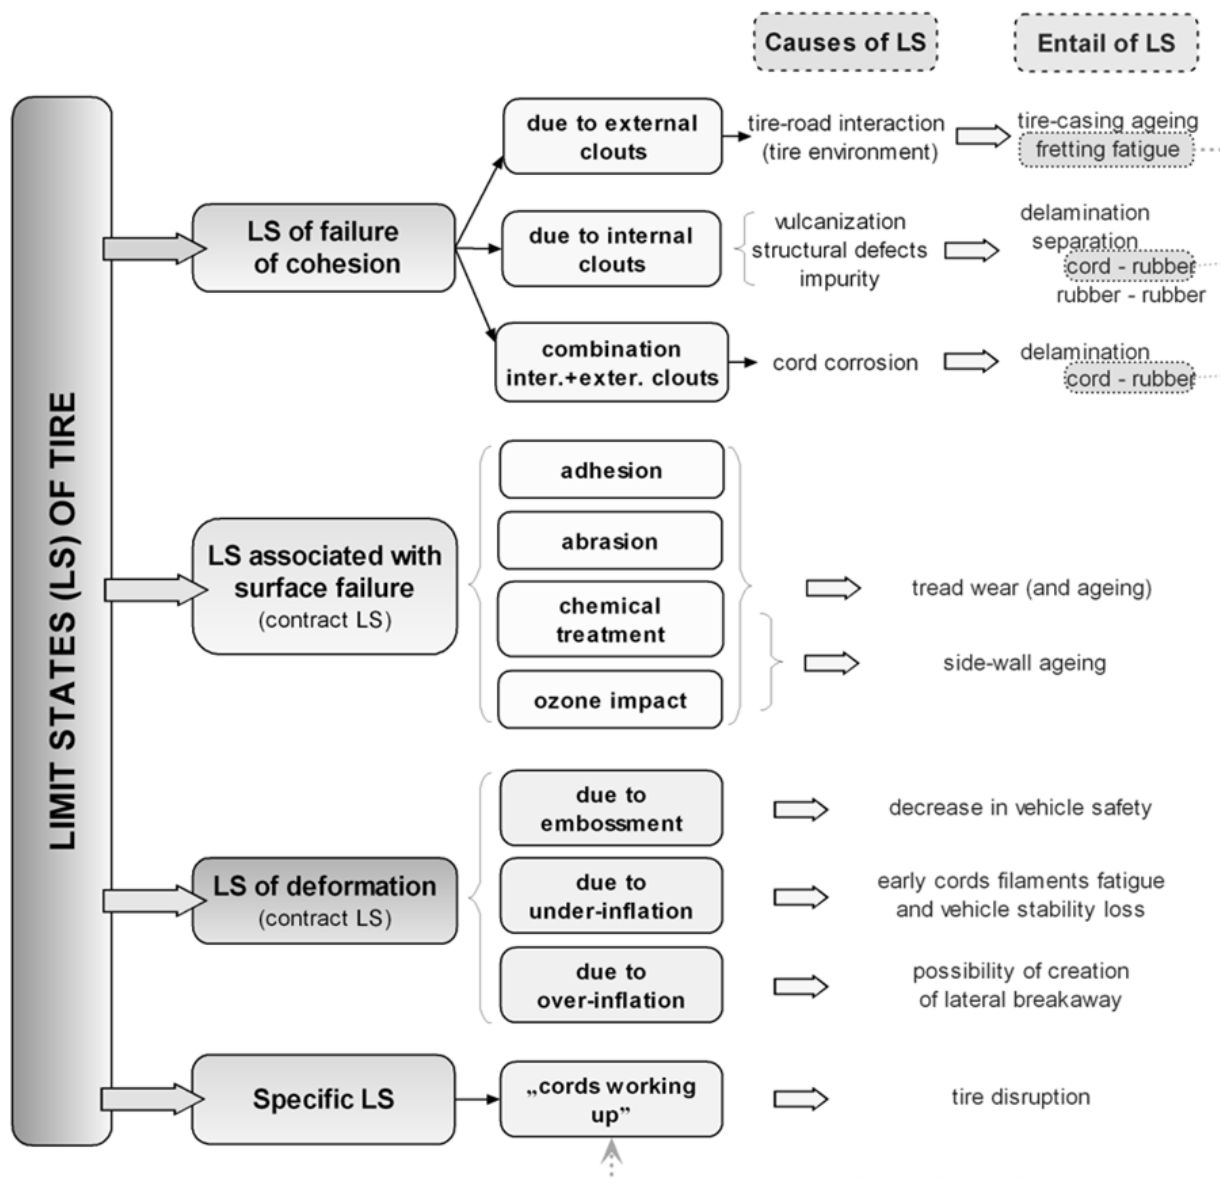 Causes of LS
Entail of LS
LIMIT STATES (LS) OF TIRE
LS of failure
of cohesion
due to external
clouts
tire-road interaction
(tire environment)
tire-casing ageing
fretting fatigue
due to internal
clouts
vulcanization
structural defects
impurity
delamination
separation
cord - rubber
rubber - rubber
combination
inter.+exter. clouts
cord corrosion
delamination
cord - rubber
LS associated with
surface failure
(contract LS)
adhesion
abrasion
chemical
treatment
ozone impact
tread wear (and ageing)
side-wall ageing
LS of deformation
(contract LS)
due to
embossment
decrease in vehicle safety
due to
under-inflation
early cords filaments fatigue
and vehicle stability loss
due to
over-inflation
possibility of creation
of lateral breakaway
Specific LS
„cords working
up”
tire disruption